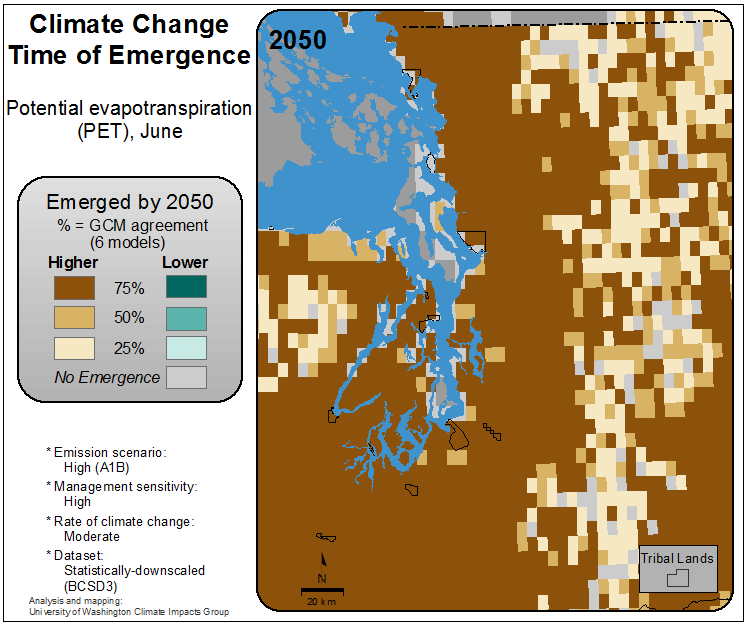 Climate Change
Time of Emergence
Potential evapotranspiration
(PET), June
Emerged by 2050
% = GCM agreement
(6 models)
Higher Lower
75%
50%
25%
No Emergence
* Emission scenario:
High (A1B)
* Management sensitivity:
High
* Rate of climate change:
Moderate
* Dataset:
Statistically-downscaled
(BCSD3)
Analysis and mapping:
University of Washington Climate Impacts Group
2050
N
20 km
Tribal Lands